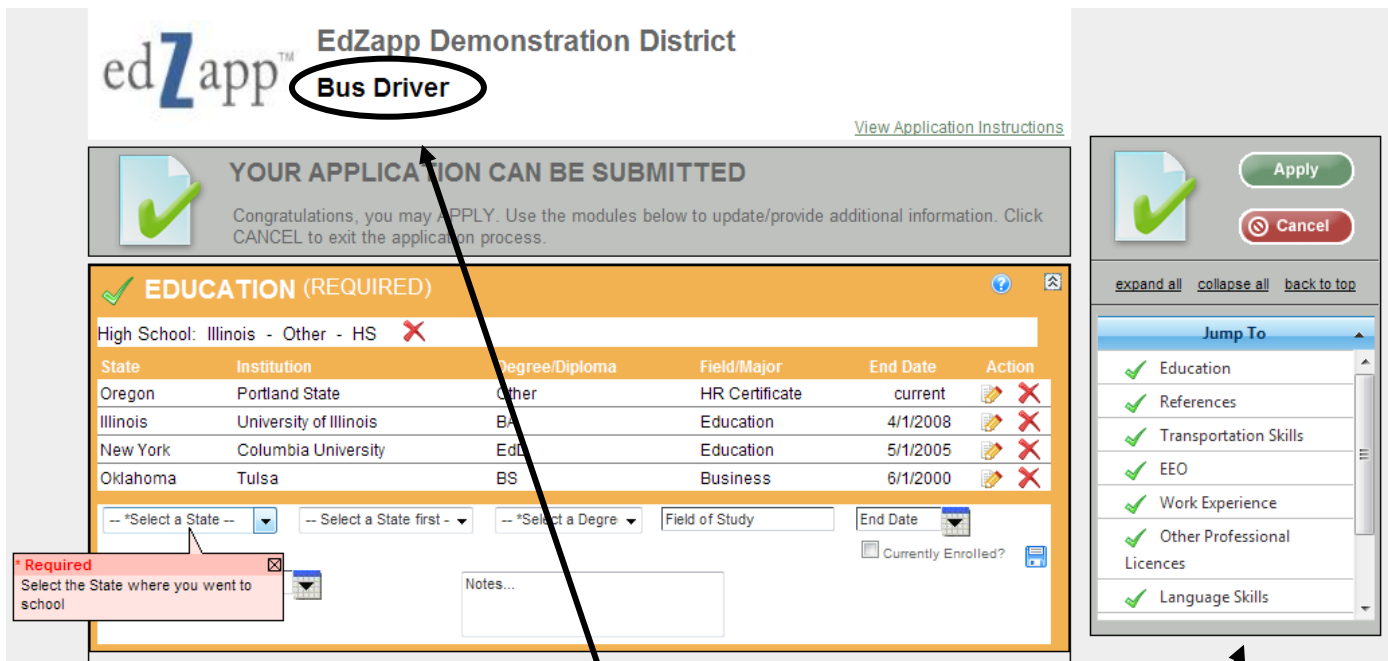 edZapp™
EdZapp Demonstration District
Bus Driver
View Application Instructions
YOUR APPLICATION CAN BE SUBMITTED
Congratulations, you may APPLY. Use the modules below to update/provide additional information. Click
CANCEL to exit the application process.
Apply
Cancel
expand all collapse all back to top
EDUCATION (REQUIRED)
High School: Illinois - Other - HS
State Institution Degree/Diploma Field/Major End Date Action
Oregon Portland State Other HR Certificate current
Illinois University of Illinois BA Education 4/1/2008
New York Columbia University EdD Education 5/1/2005
Oklahoma Tulsa BS Business 6/1/2000
-- *Select a State -- -- Select a State first - -- *Select a Degre Field of Study End Date
Currently Enrolled?
* Required
Select the State where you went to
school
Notes...
Jump To
Education
References
Transportation Skills
EEO
Work Experience
Other Professional
Licences
Language Skills